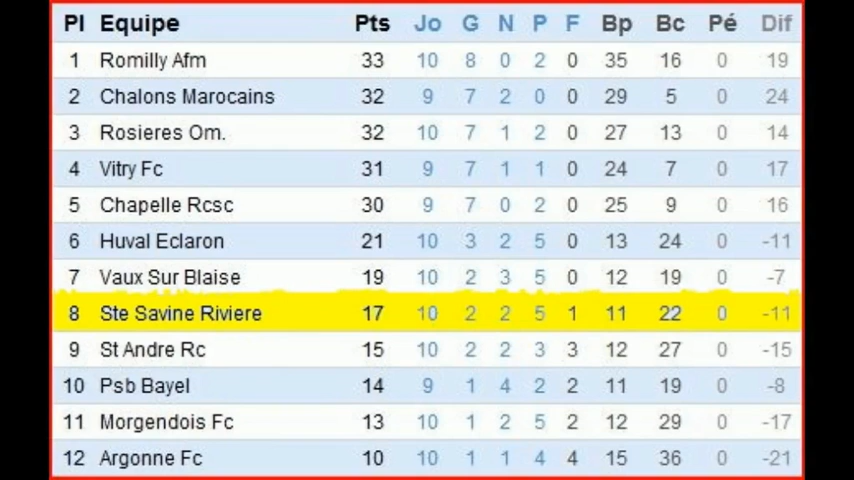 Pl Equipe Pts Jo G N P F Bp Bc Pé Dif
1 Romilly Afm 33 10 8 0 2 0 35 16 0 19
2 Chalons Marocains 32 9 7 2 0 0 29 5 0 24
3 Rosieres Om. 32 10 7 1 2 0 27 13 0 14
4 Vitry Fc 31 9 7 1 1 0 24 7 0 17
5 Chapelle Rcsc 30 9 7 0 2 0 25 9 0 16
6 Huval Eclaron 21 10 3 2 5 0 13 24 0 -11
7 Vaux Sur Blaise 19 10 2 3 5 0 12 19 0 -7
8 Ste Savine Riviere 17 10 2 2 5 1 11 22 0 -11
9 St Andre Rc 15 10 2 2 3 3 12 27 0 -15
10 Psb Bayel 14 9 1 4 2 2 11 19 0 -8
11 Morgendois Fc 13 10 1 2 5 2 12 29 0 -17
12 Argonne Fc 10 10 1 1 4 4 15 36 0 -21